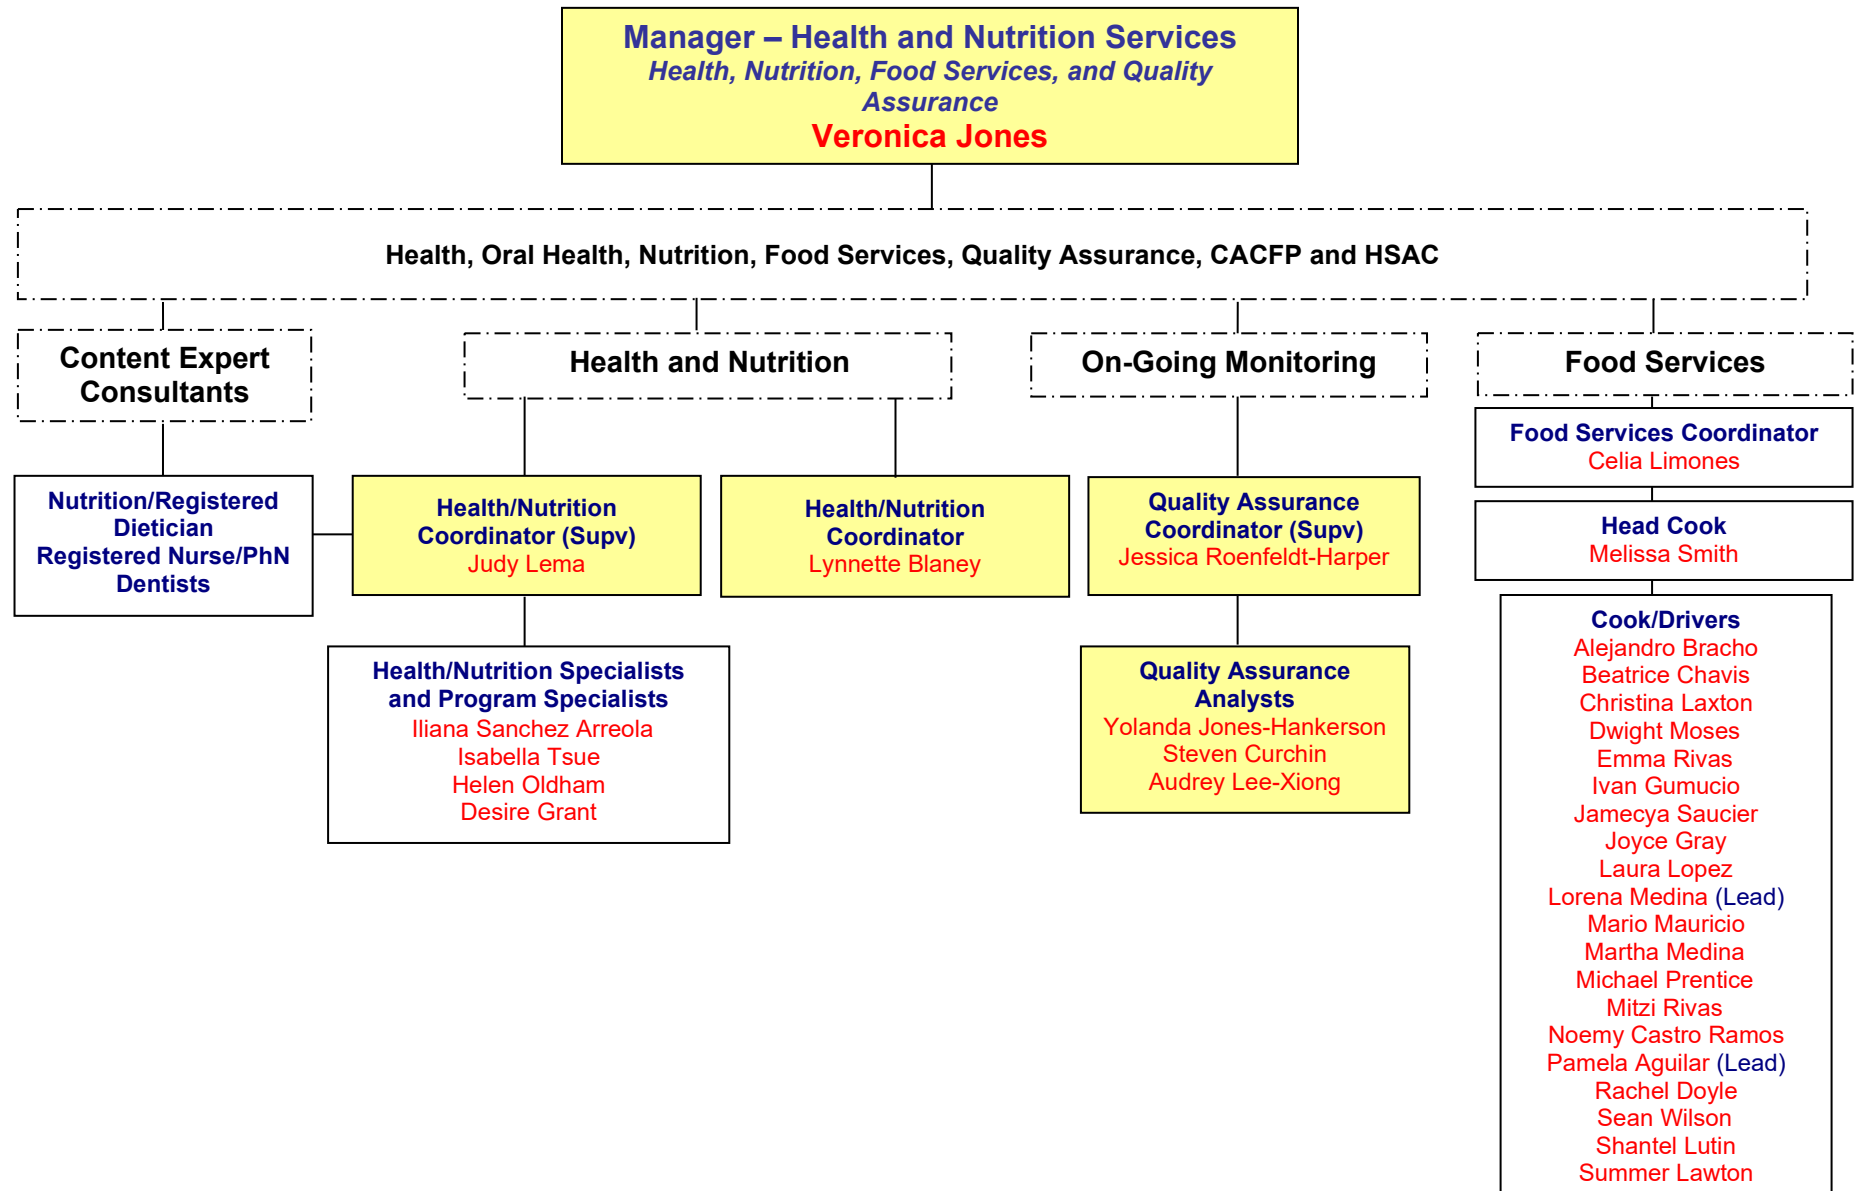 Manager – Health and Nutrition Services
Health, Nutrition, Food Services, and Quality
Assurance
Veronica Jones
Health, Oral Health, Nutrition, Food Services, Quality Assurance, CACFP and HSAC
Content Expert
Consultants
Health and Nutrition
On-Going Monitoring
Food Services
Nutrition/Registered
Dietician
Registered Nurse/PhN
Dentists
Health/Nutrition
Coordinator (Supv)
Judy Lema
Health/Nutrition
Coordinator
Lynnette Blaney
Quality Assurance
Coordinator (Supv)
Jessica Roenfeldt-Harper
Food Services Coordinator
Celia Limones
Head Cook
Melissa Smith
Health/Nutrition Specialists
and Program Specialists
Iliana Sanchez Arreola
Isabella Tsue
Helen Oldham
Desire Grant
Quality Assurance
Analysts
Yolanda Jones-Hankerson
Steven Curchin
Audrey Lee-Xiong
Cook/Drivers
Alejandro Bracho
Beatrice Chavis
Christina Laxton
Dwight Moses
Emma Rivas
Ivan Gumucio
Jamecya Saucier
Joyce Gray
Laura Lopez
Lorena Medina (Lead)
Mario Mauricio
Martha Medina
Michael Prentice
Mitzi Rivas
Noemy Castro Ramos
Pamela Aguilar (Lead)
Rachel Doyle
Sean Wilson
Shantel Lutin
Summer Lawton